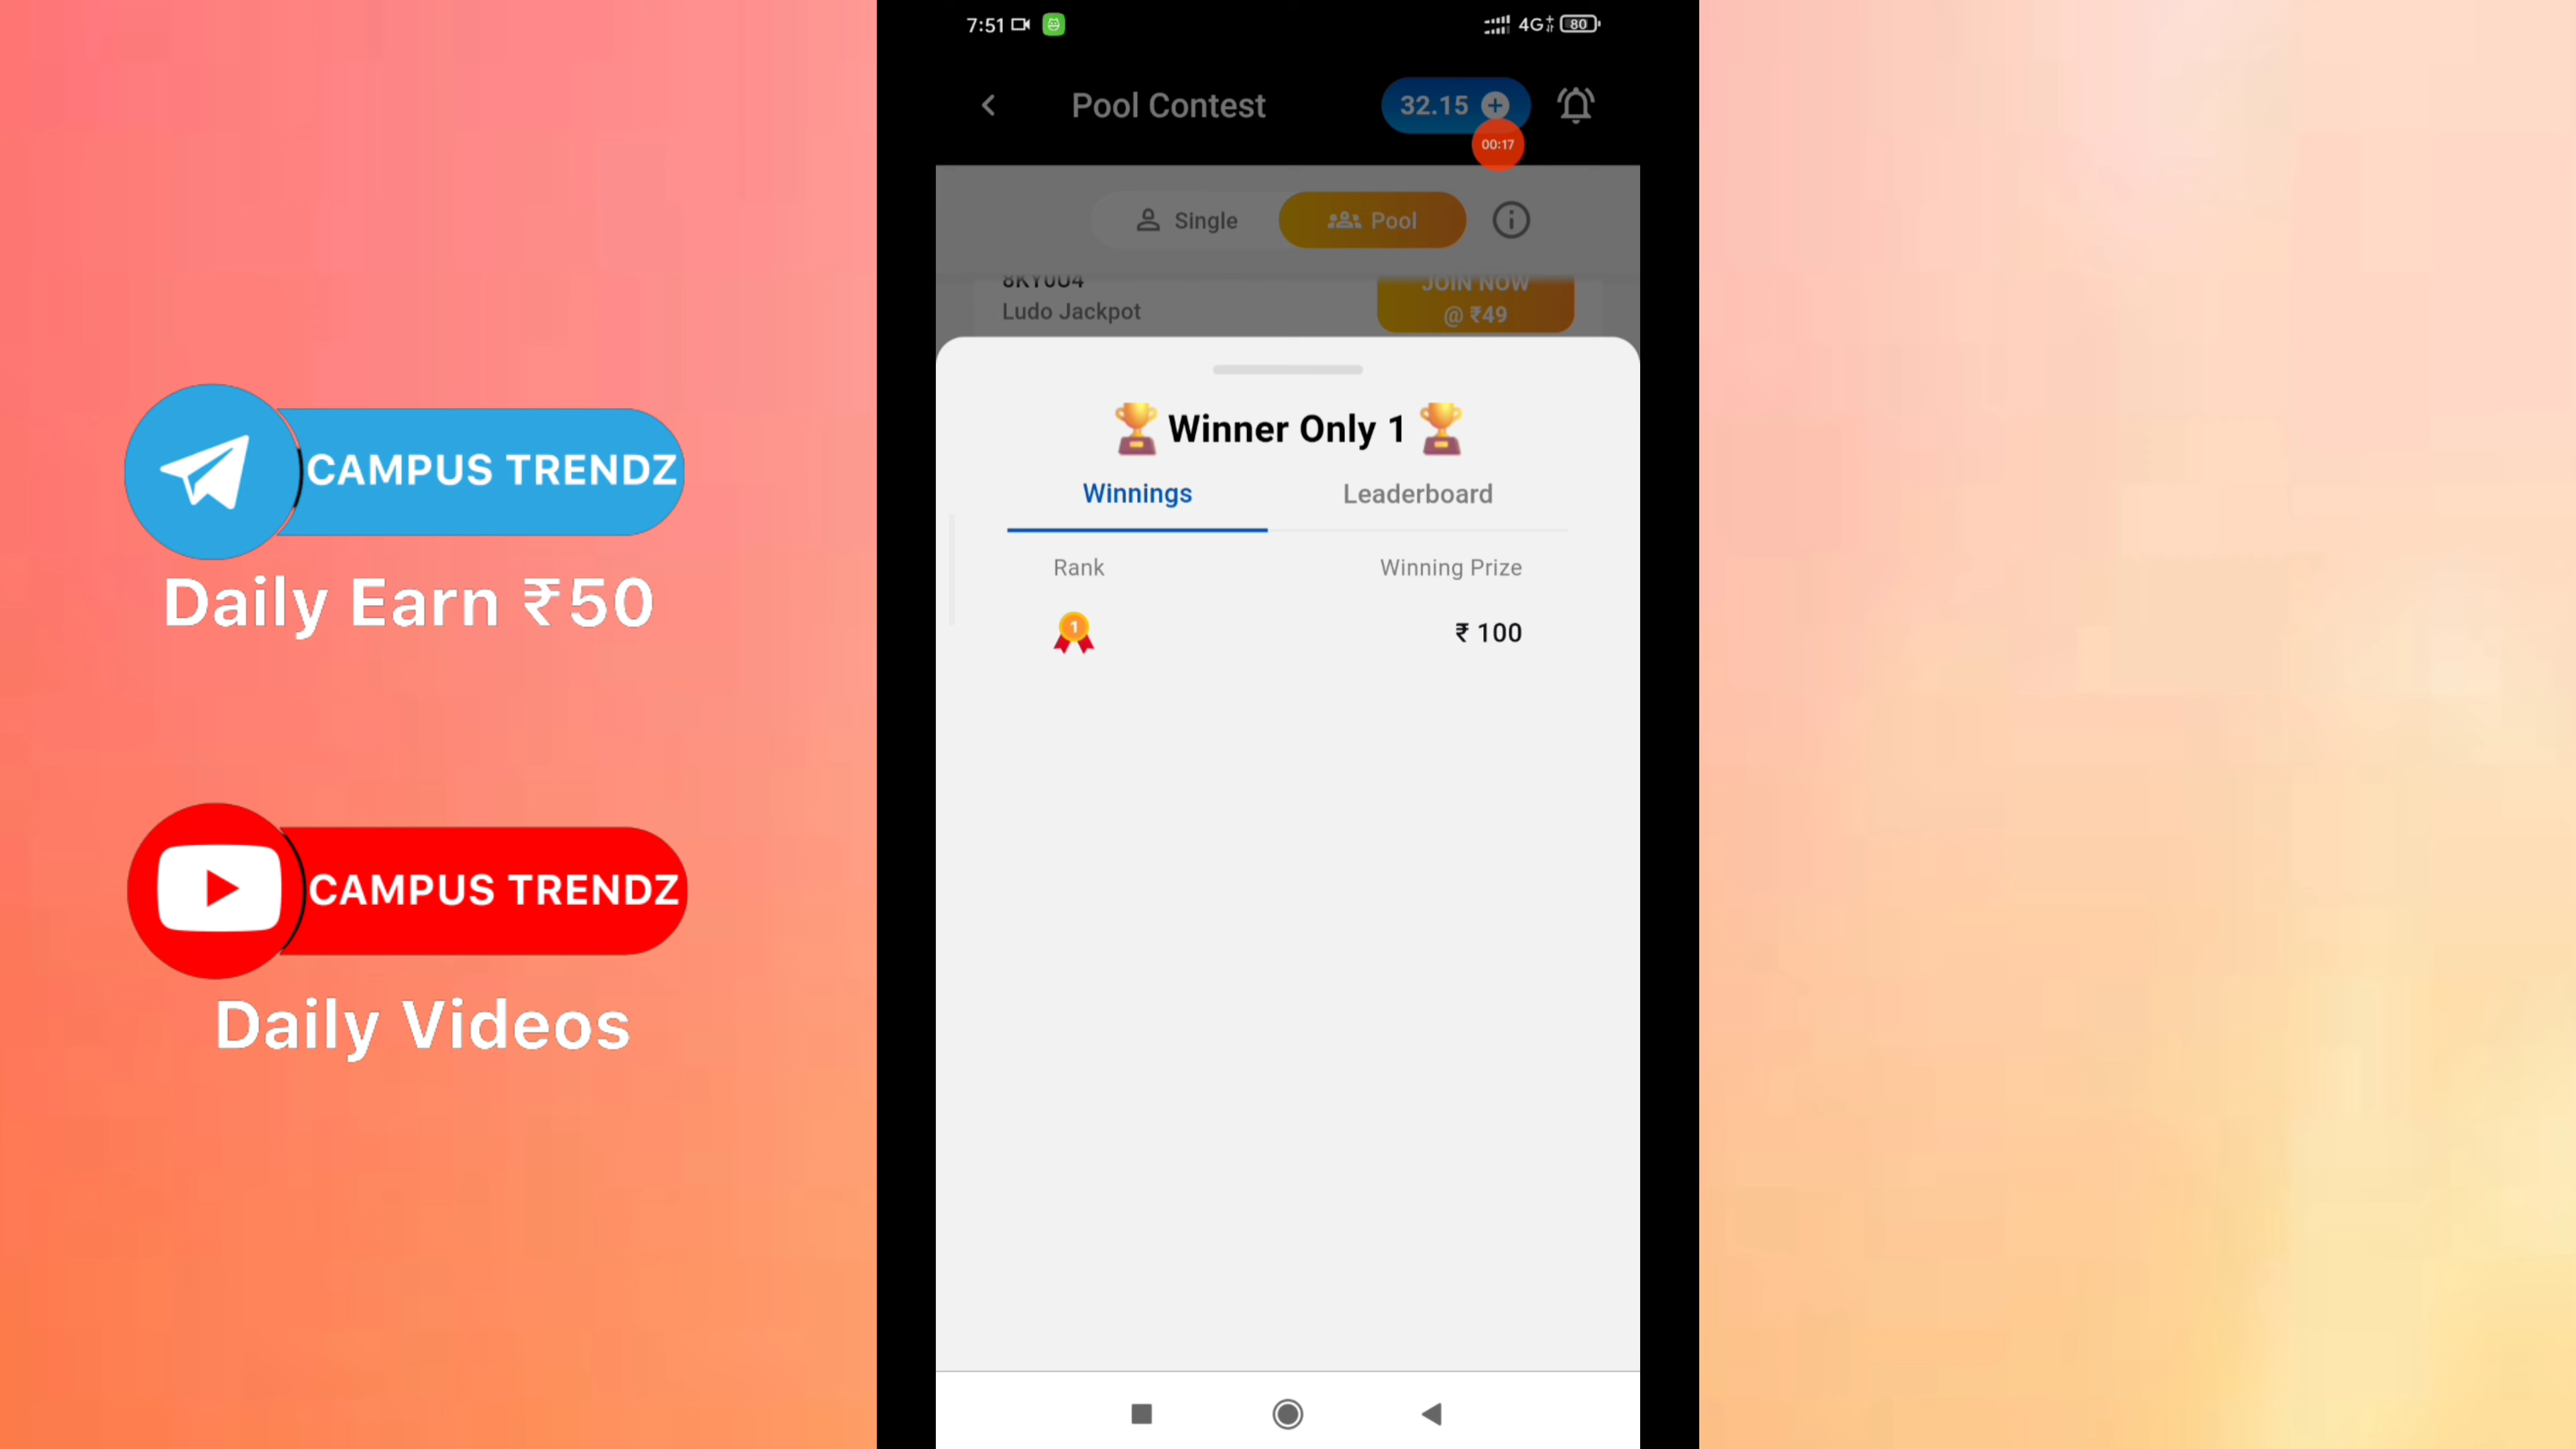 7:51
4G+
80
Pool Contest
32.15
00:17
Single
Pool
8KY0U4
Ludo Jackpot
JOIN NOW
@ ₹49
Winner Only 1
Winnings
Leaderboard
Rank
Winning Prize
1
₹ 100
CAMPUS TRENDZ
Daily Earn ₹50
CAMPUS TRENDZ
Daily Videos